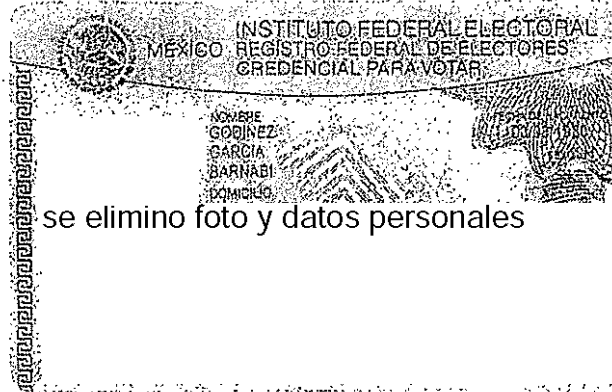 INSTITUTO FEDERAL ELECTORAL
MÉXICO REGISTRO FEDERAL DE ELECTORES
CREDENCIAL PARA VOTAR
NOMBRE
GODINEZ
GARCIA
BARNABI
DOMICILIO
se elimino foto y datos personales